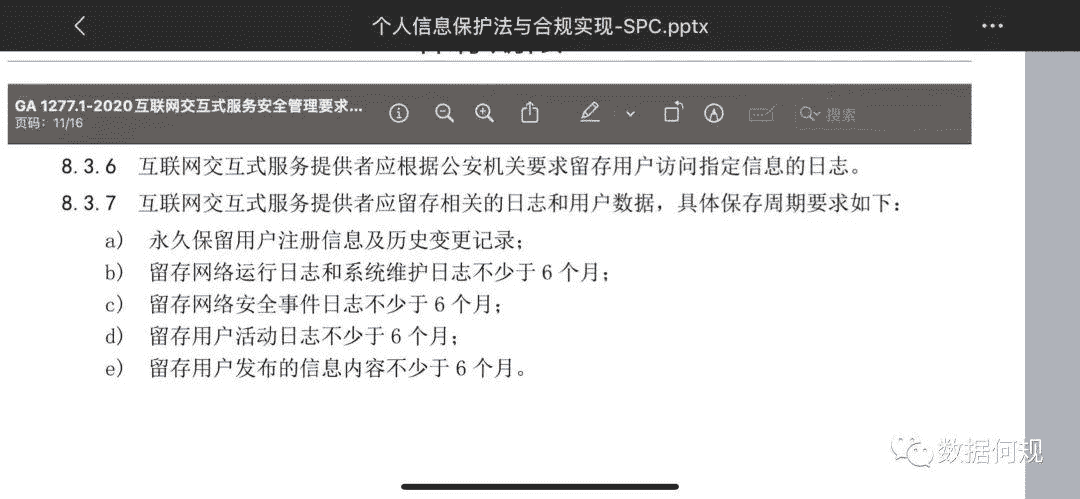 个人信息保护法与合规实现-SPC.pptx
GA 1277.1-2020互联网交互式服务安全管理要求...
页码：11/16
搜索
8.3.6 互联网交互式服务提供者应根据公安机关要求留存用户访问指定信息的日志。
8.3.7 互联网交互式服务提供者应留存相关的日志和用户数据，具体保存周期要求如下：
a) 永久保留用户注册信息及历史变更记录；
b) 留存网络运行日志和系统维护日志不少于 6 个月；
c) 留存网络安全事件日志不少于 6 个月；
d) 留存用户活动日志不少于 6 个月；
e) 留存用户发布的信息内容不少于 6 个月。
数据何规